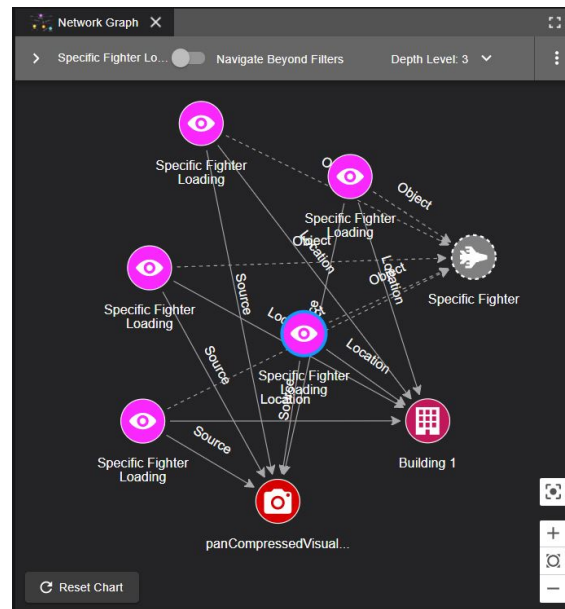 Network Graph
Specific Fighter Lo...
Navigate Beyond Filters
Depth Level: 3
Specific Fighter
Loading
Specific Fighter
Loading
Object
Object
Location
Location
Object
Specific Fighter
Source
Specific Fighter
Loading
Location
Source
Specific Fighter
Loading
Location
Source
Source
Specific Fighter
Loading
Building 1
panCompressedVisual...
Reset Chart